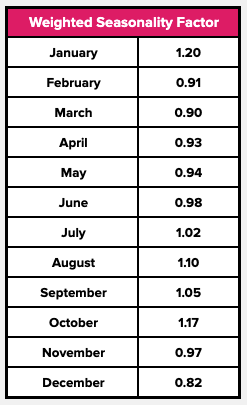 Weighted Seasonality Factor
January 1.20
February 0.91
March 0.90
April 0.93
May 0.94
June 0.98
July 1.02
August 1.10
September 1.05
October 1.17
November 0.97
December 0.82